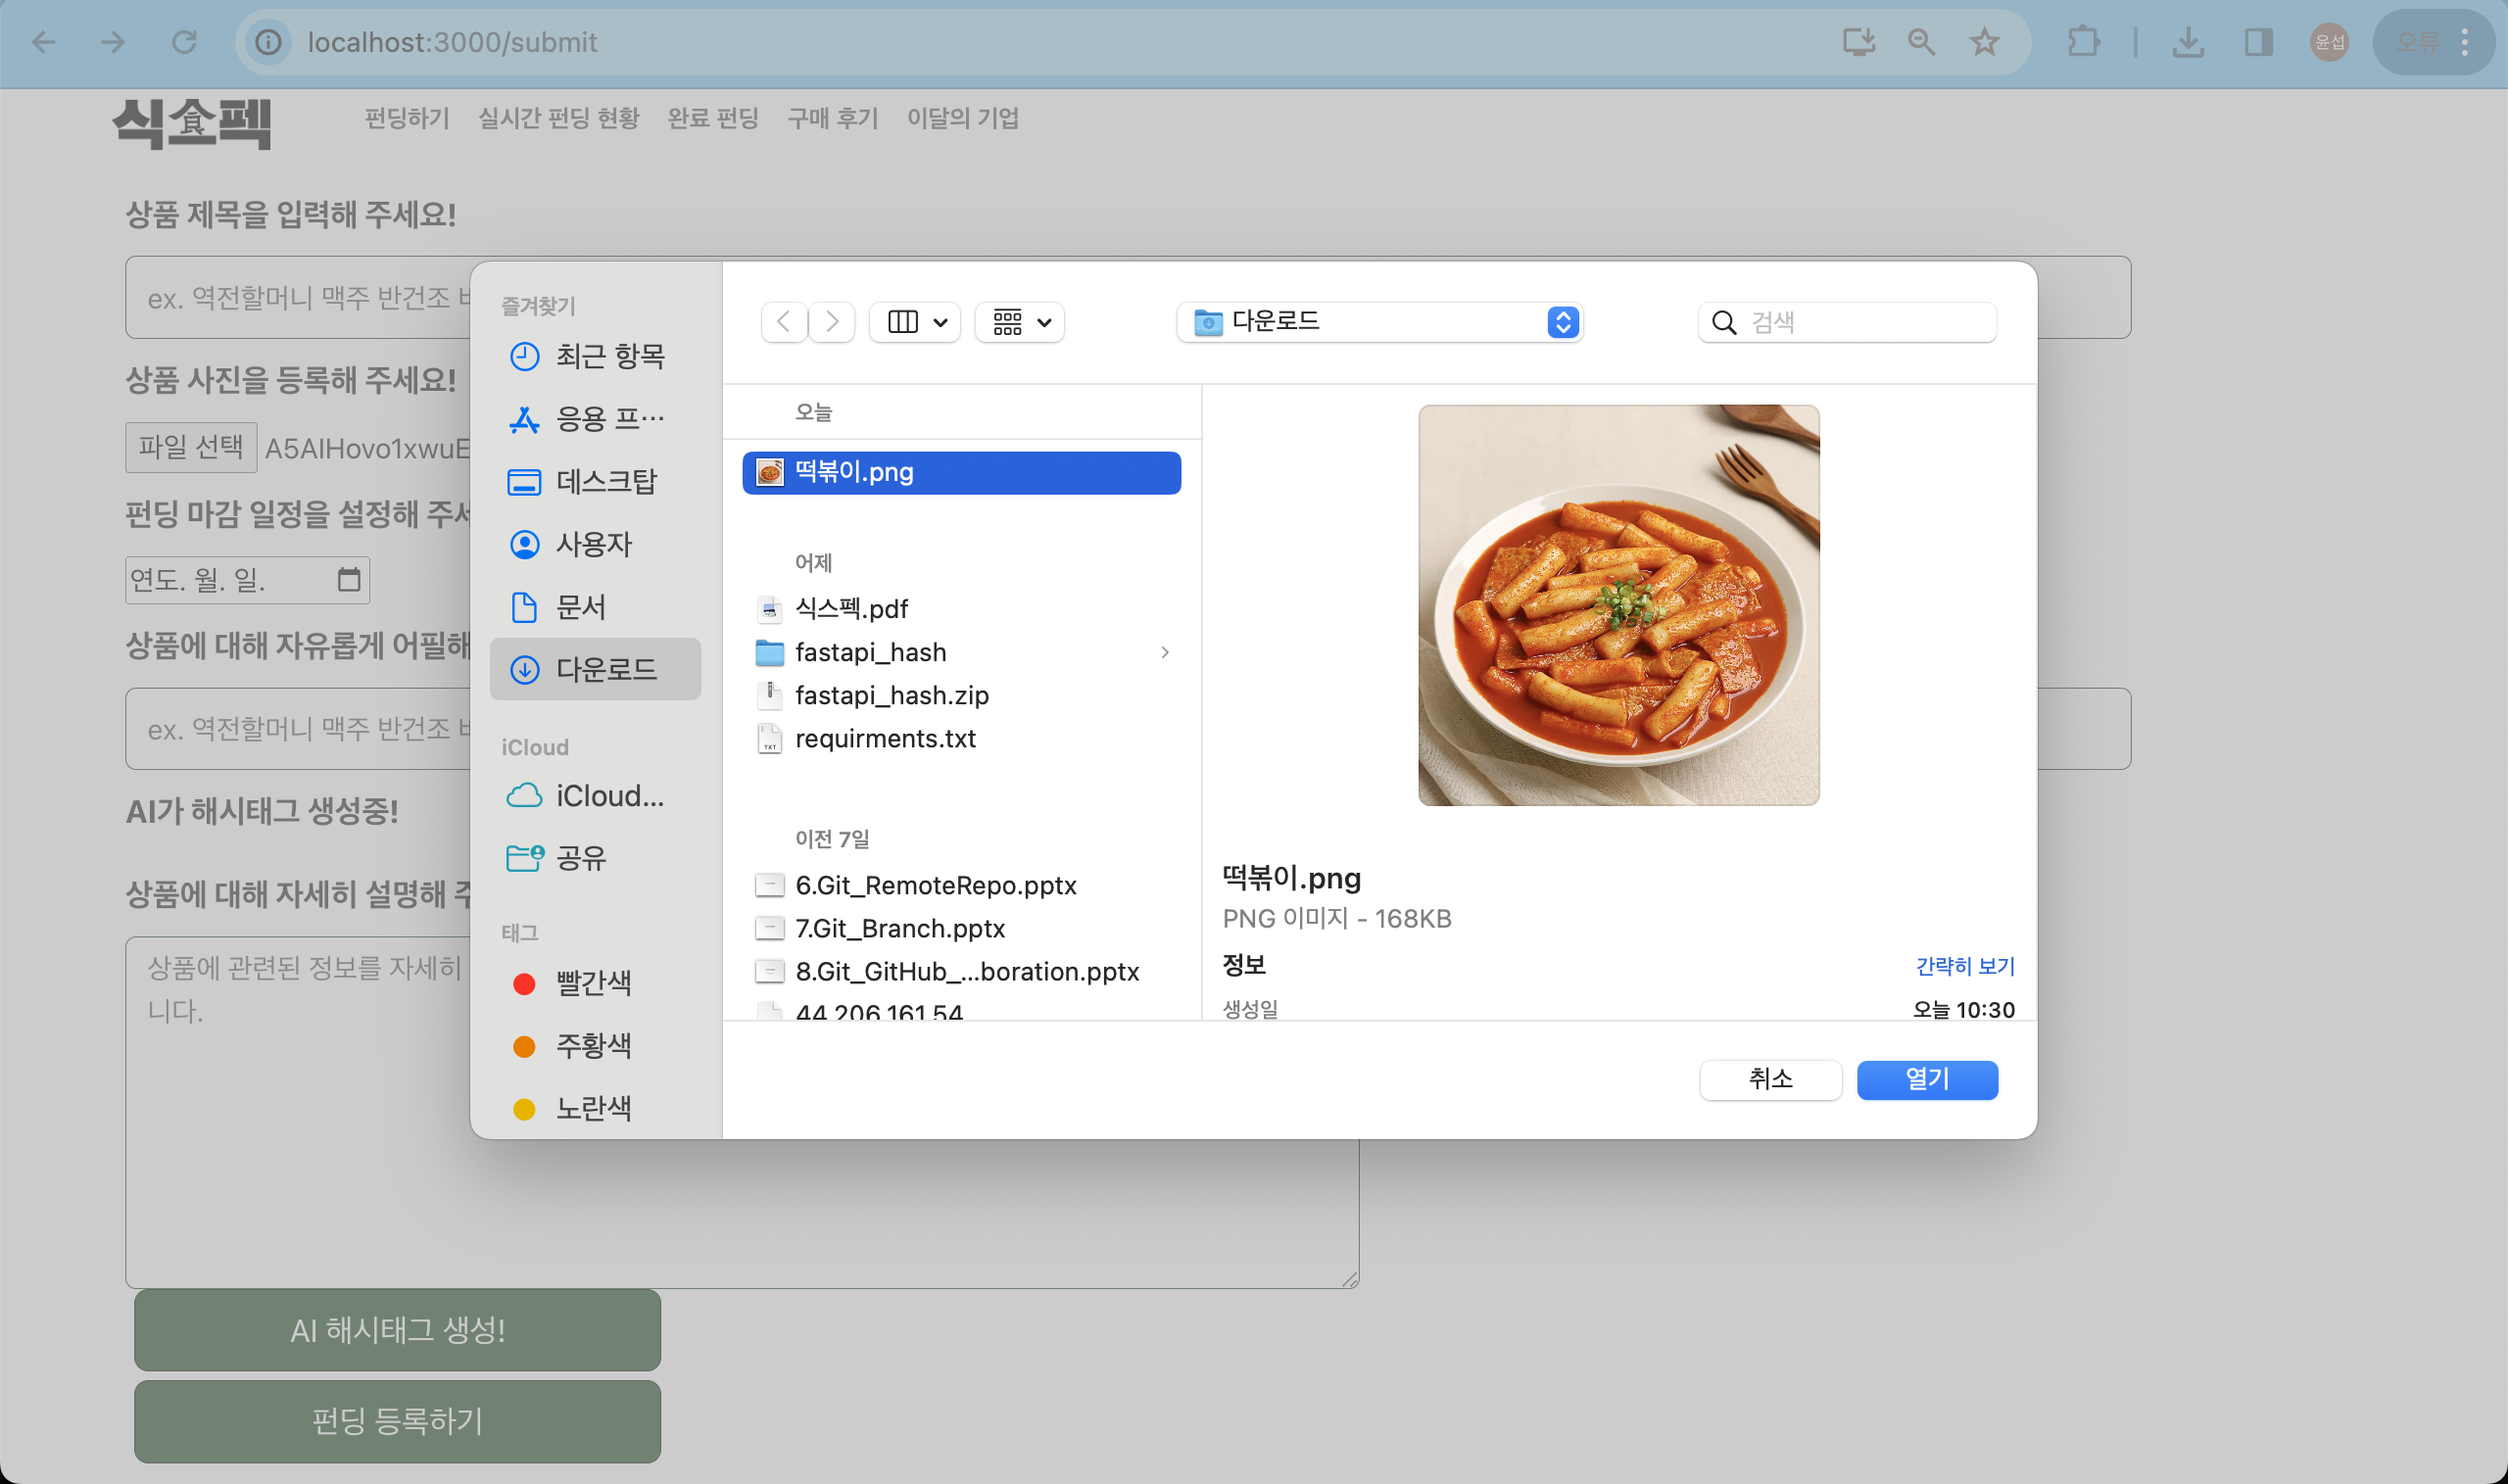 localhost:3000/submit
윤섭
오류
식스펙
食
펀딩하기 실시간 펀딩 현황 완료 펀딩 구매 후기 이달의 기업
상품 제목을 입력해 주세요!
ex. 역전할머니 맥주 반건조
상품 사진을 등록해 주세요!
파일 선택 A5AIHovo1xwuE
펀딩 마감 일정을 설정해
연도. 월. 일.
상품에 대해 자유롭게 어필해
ex. 역전할머니 맥주 반건조
AI가 해시태그 생성중!
상품에 대해 자세히 설명해
상품에 관련된 정보를 자세히
니다.
AI 해시태그 생성!
펀딩 등록하기
즐겨찾기
최근 항목
응용 프…
데스크탑
사용자
문서
다운로드
iCloud
iCloud…
공유
태그
빨간색
주황색
노란색
다운로드
검색
오늘
떡볶이.png
어제
식스펙.pdf
fastapi_hash
fastapi_hash.zip
requirments.txt
TXT
이전 7일
6.Git_RemoteRepo.pptx
7.Git_Branch.pptx
8.Git_GitHub_...boration.pptx
44.206.161.54
떡볶이.png
PNG 이미지 - 168KB
정보 간략히 보기
생성일 오늘 10:30
취소 열기